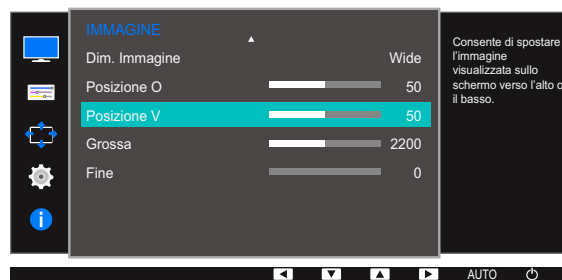 IMMAGINE
Dim. Immagine Wide
Posizione O 50
Posizione V 50
Grossa 2200
Fine 0
Consente di spostare
l'immagine
visualizzata sullo
schermo verso l'alto o
il basso.
AUTO